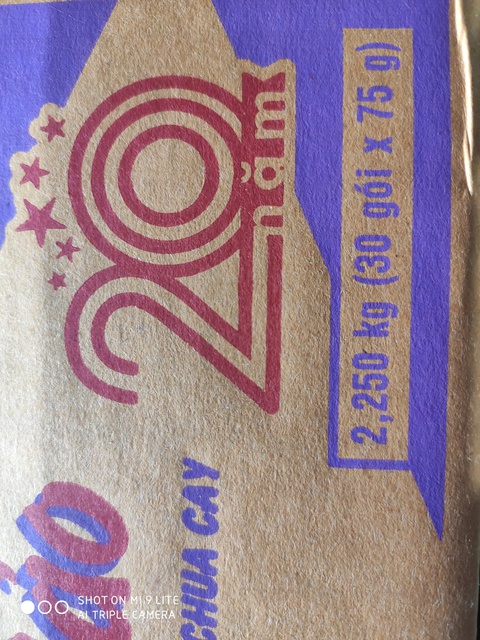 20
năm
2,250 kg (30 gói x 75 g)
CHUA CAY
SHOT ON MI 9 LITE
AI TRIPLE CAMERA